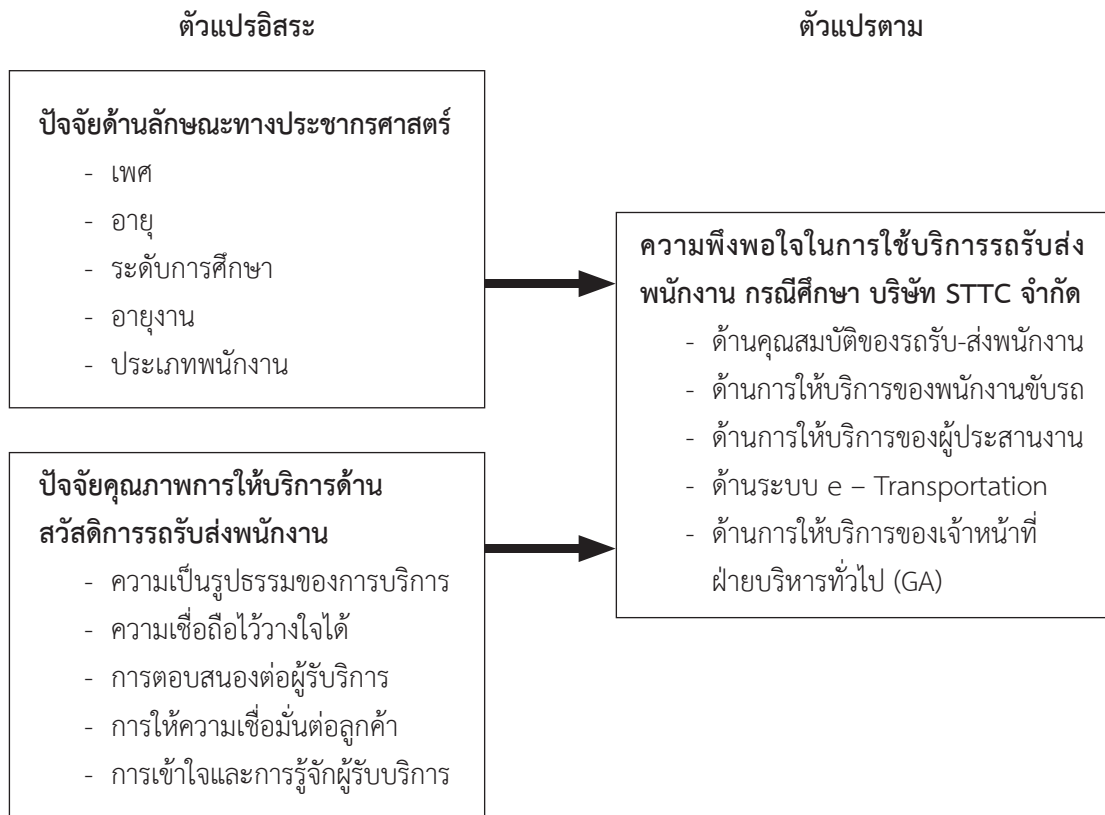 ตัวแปรอิสระ
ตัวแปรตาม
ปัจจัยด้านลักษณะทางประชากรศาสตร์
- เพศ
- อายุ
- ระดับการศึกษา
- อายุงาน
- ประเภทพนักงาน
ปัจจัยคุณภาพการให้บริการด้าน
สวัสดิการรถรับส่งพนักงาน
- ความเป็นรูปธรรมของการบริการ
- ความเชื่อถือไว้วางใจได้
- การตอบสนองต่อผู้รับริการ
- การให้ความเชื่อมั่นต่อลูกค้า
- การเข้าใจและการรู้จักผู้รับบริการ
ความพึงพอใจในการใช้บริการรถรับส่ง
พนักงาน กรณีศึกษา บริษัท STTC จำกัด
- ด้านคุณสมบัติของรถรับ-ส่งพนักงาน
- ด้านการให้บริการของพนักงานขับรถ
- ด้านการให้บริการของผู้ประสานงาน
- ด้านระบบ e – Transportation
- ด้านการให้บริการของเจ้าหน้าที่
ฝ่ายบริหารทั่วไป (GA)